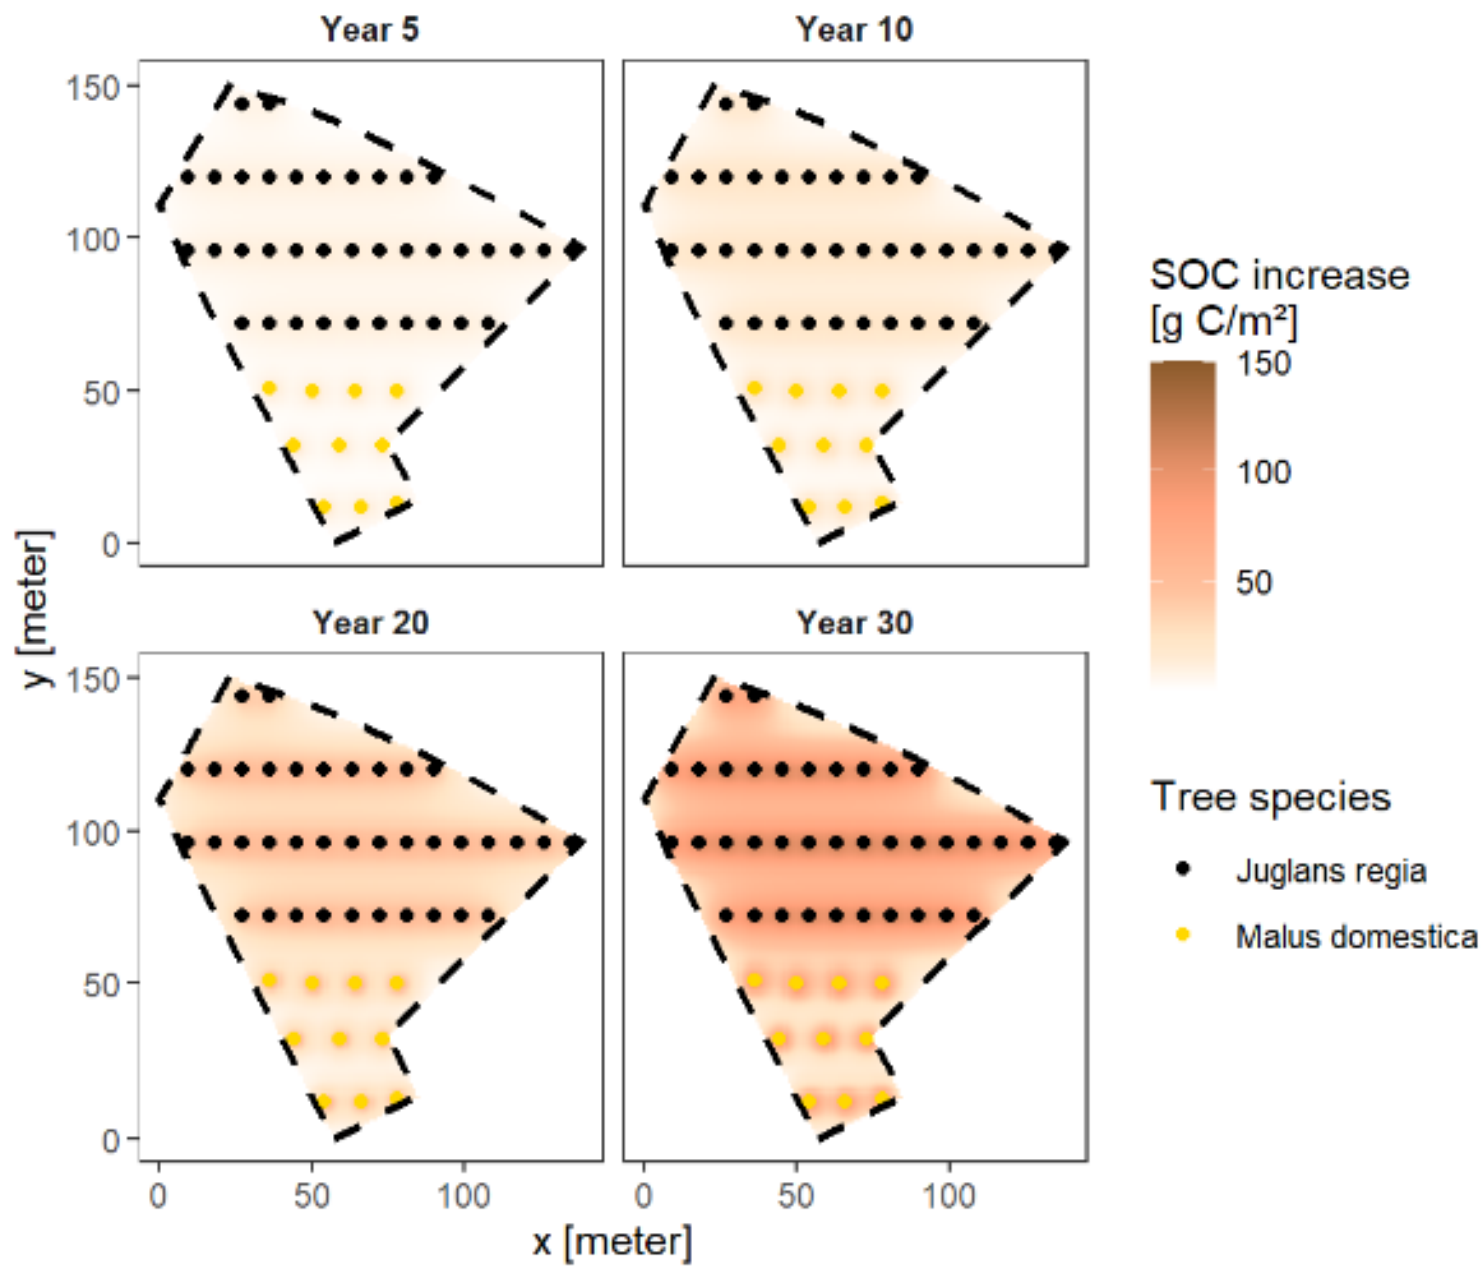 Year 5
Year 10
150
100
50
0
Year 20
Year 30
150
100
50
0
0
50
100
0
50
100
x [meter]
y [meter]
SOC increase
[g C/m²]
150
100
50
Tree species
Juglans regia
Malus domestica